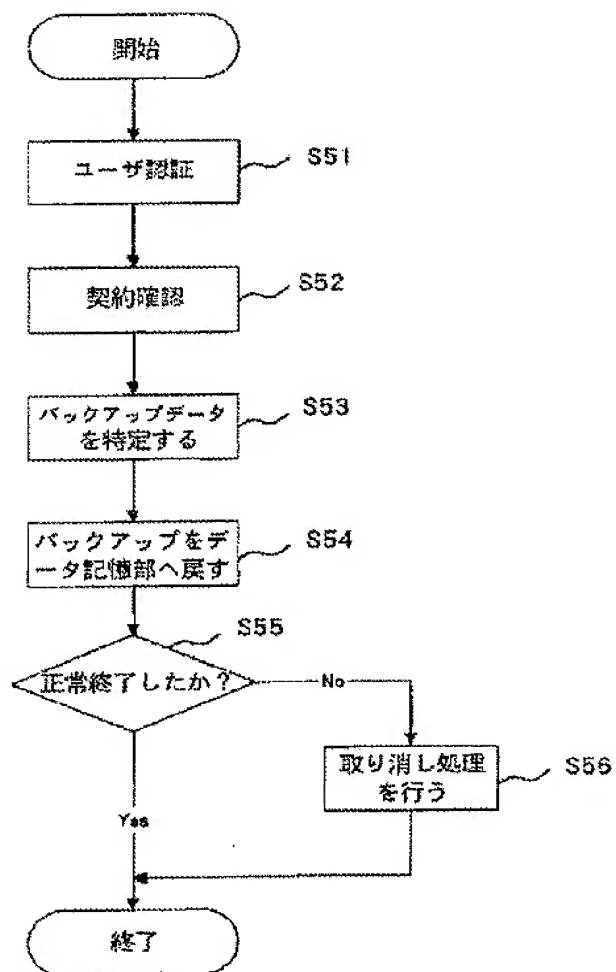 開始
ユーザ認証
S51
契約確認
S52
バックアップデータ
を特定する
S53
バックアップをデ
ータ記憶部へ戻す
S54
S55
正常終了したか?
No
取り消し処理
を行う
S56
Yes
終了